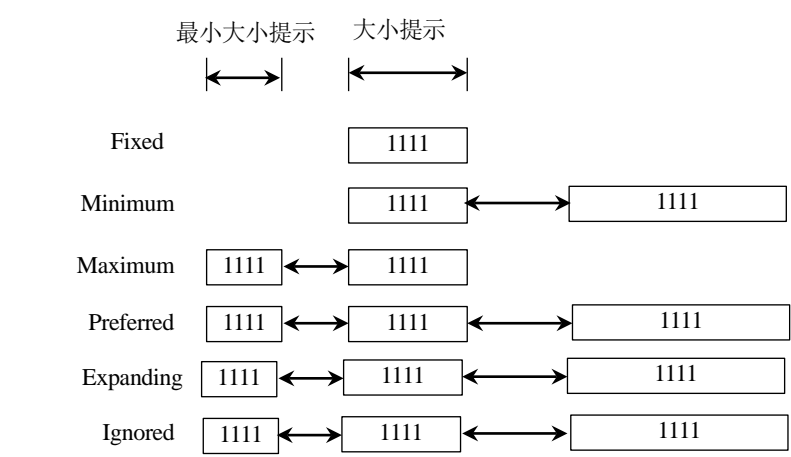 最小大小提示 大小提示
Fixed 1111
Minimum 1111 1111
Maximum 1111 1111
Preferred 1111 1111 1111
Expanding 1111 1111 1111
Ignored 1111 1111 1111